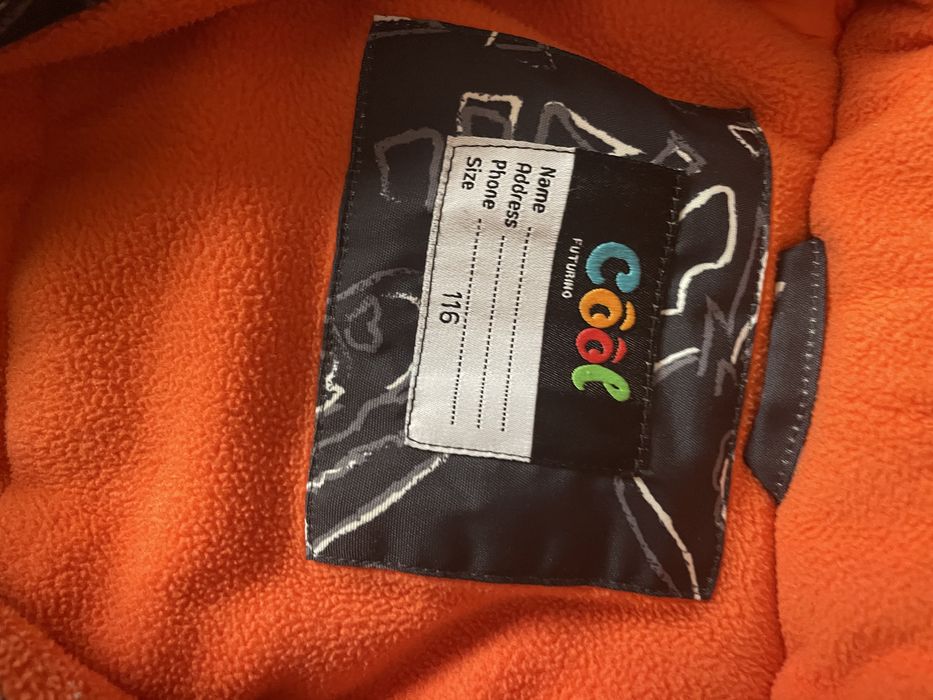 cool
FUTURINO
Name
Address
Phone
Size 116